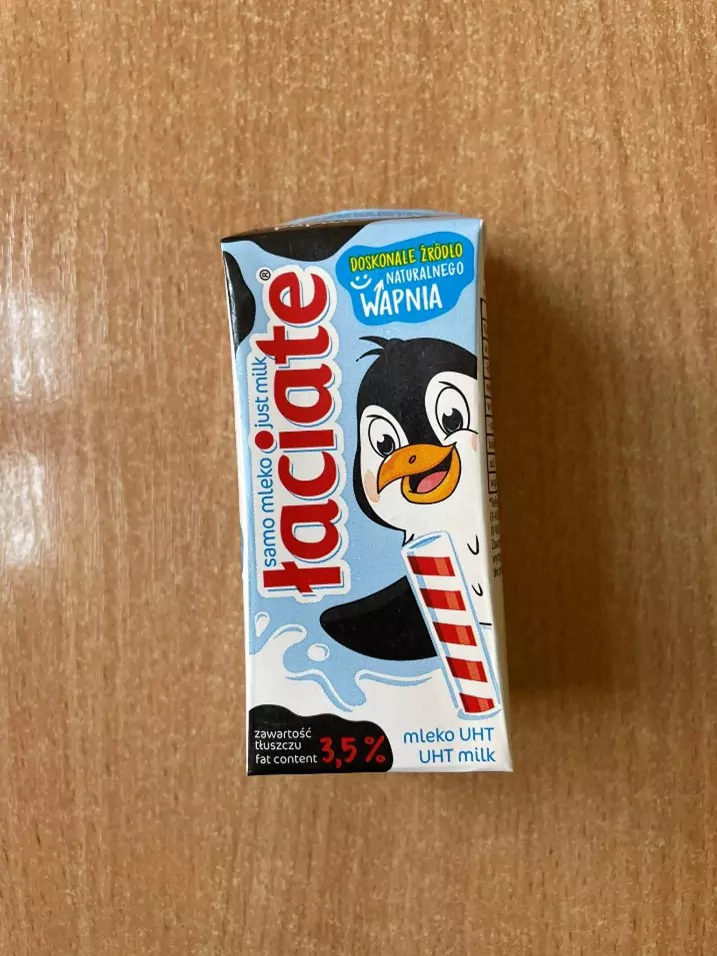 DOSKONAŁE ŹRÓDŁO
NATURALNEGO
WAPNIA
samo mleko just milk
łaciate®
zawartość
tłuszczu
fat content 3,5%
mleko UHT
UHT milk